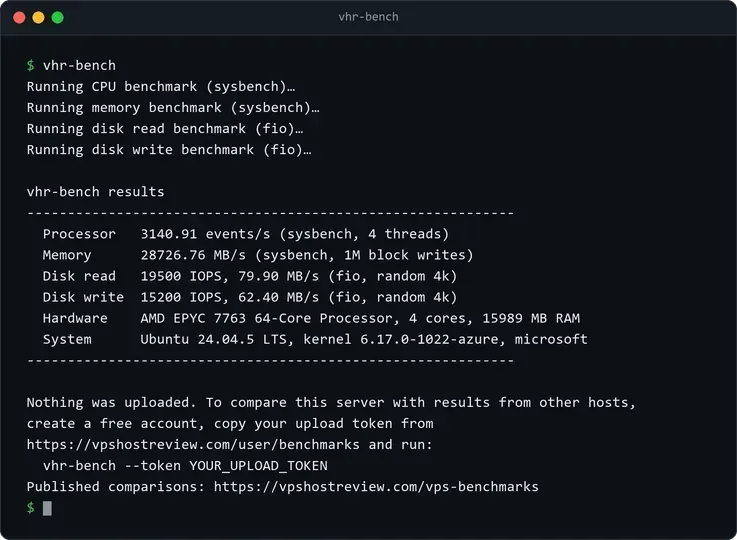 vhr-bench
$ vhr-bench
Running CPU benchmark (sysbench)…
Running memory benchmark (sysbench)…
Running disk read benchmark (fio)…
Running disk write benchmark (fio)…
vhr-bench results
------------------------------------------------------------
Processor   3140.91 events/s (sysbench, 4 threads)
Memory      28726.76 MB/s (sysbench, 1M block writes)
Disk read   19500 IOPS, 79.90 MB/s (fio, random 4k)
Disk write  15200 IOPS, 62.40 MB/s (fio, random 4k)
Hardware    AMD EPYC 7763 64-Core Processor, 4 cores, 15989 MB RAM
System      Ubuntu 24.04.5 LTS, kernel 6.17.0-1022-azure, microsoft
------------------------------------------------------------
Nothing was uploaded. To compare this server with results from other hosts,
create a free account, copy your upload token from
https://vpshostreview.com/user/benchmarks and run:
vhr-bench --token YOUR_UPLOAD_TOKEN
Published comparisons: https://vpshostreview.com/vps-benchmarks
$